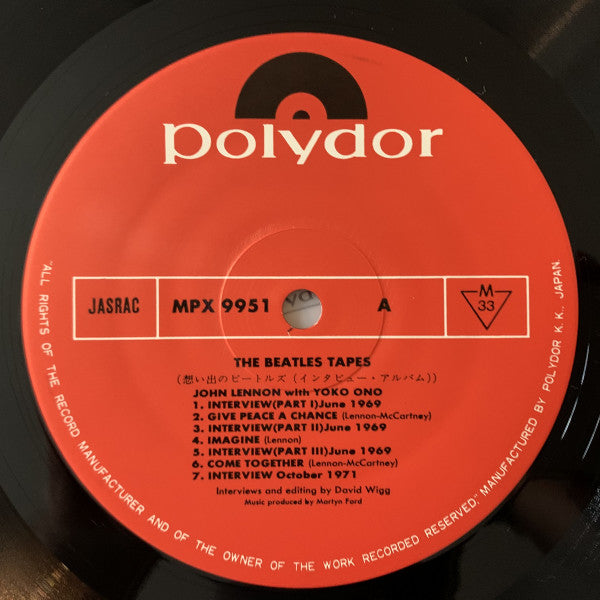 polydor
JASRAC
MPX 9951
A
M
33
THE BEATLES TAPES
(想い出のビートルズ (インタビュー・アルバム))
JOHN LENNON with YOKO ONO
1. INTERVIEW(PART I)June 1969
2. GIVE PEACE A CHANCE (Lennon-McCartney)
3. INTERVIEW(PART II)June 1969
4. IMAGINE (Lennon)
5. INTERVIEW(PART III)June 1969
6. COME TOGETHER (Lennon-McCartney)
7. INTERVIEW October 1971
Interviews and editing by David Wigg
Music produced by Martyn Ford
"ALL RIGHTS OF THE RECORD MANUFACTURER AND OF THE OWNER OF THE WORK RECORDED RESERVED." MANUFACTURED BY POLYDOR K.K., JAPAN.